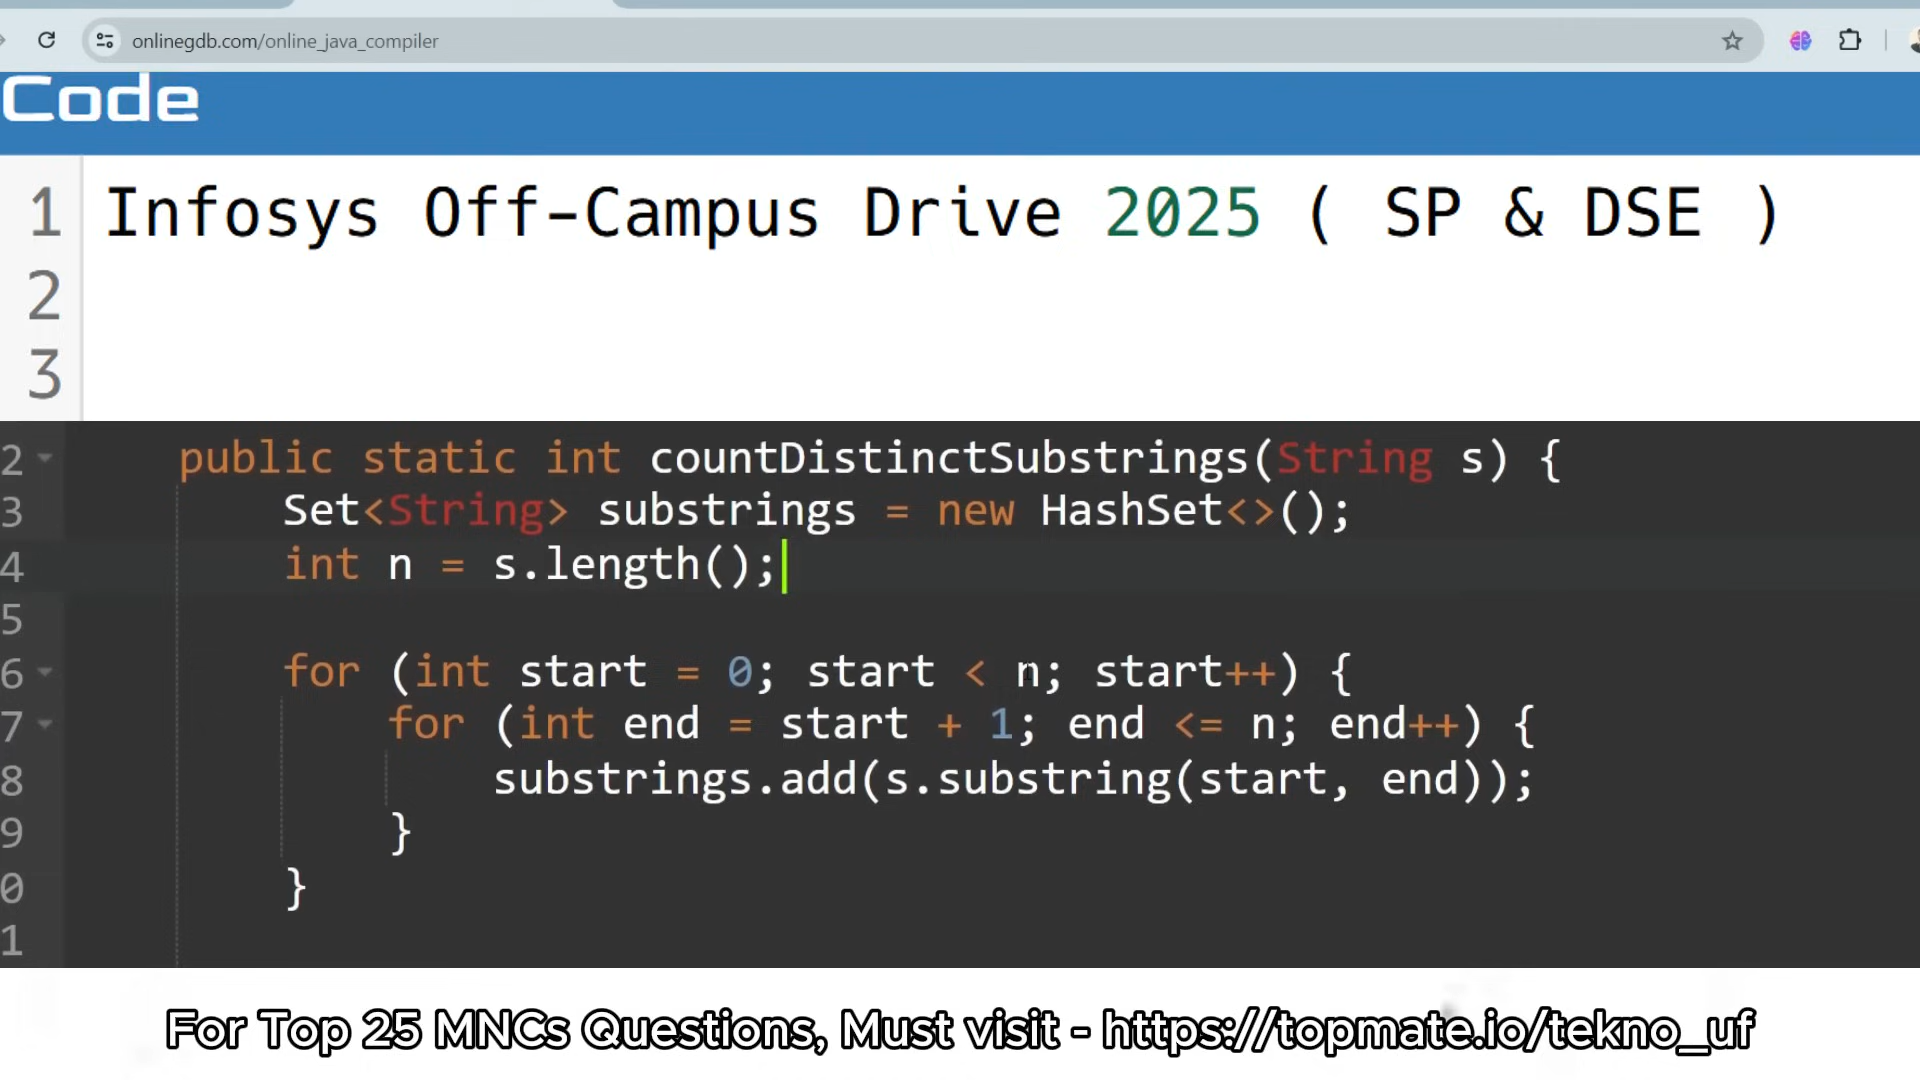 onlinegdb.com/online_java_compiler
Code
1 Infosys Off-Campus Drive 2025 ( SP & DSE )
2
3
2 public static int countDistinctSubstrings(String s) {
3 Set<String> substrings = new HashSet<>();
4 int n = s.length();
5
6 for (int start = 0; start < n; start++) {
7 for (int end = start + 1; end <= n; end++) {
8 substrings.add(s.substring(start, end));
9 }
0 }
1
For Top 25 MNCs Questions, Must visit - https://topmate.io/tekno_uf